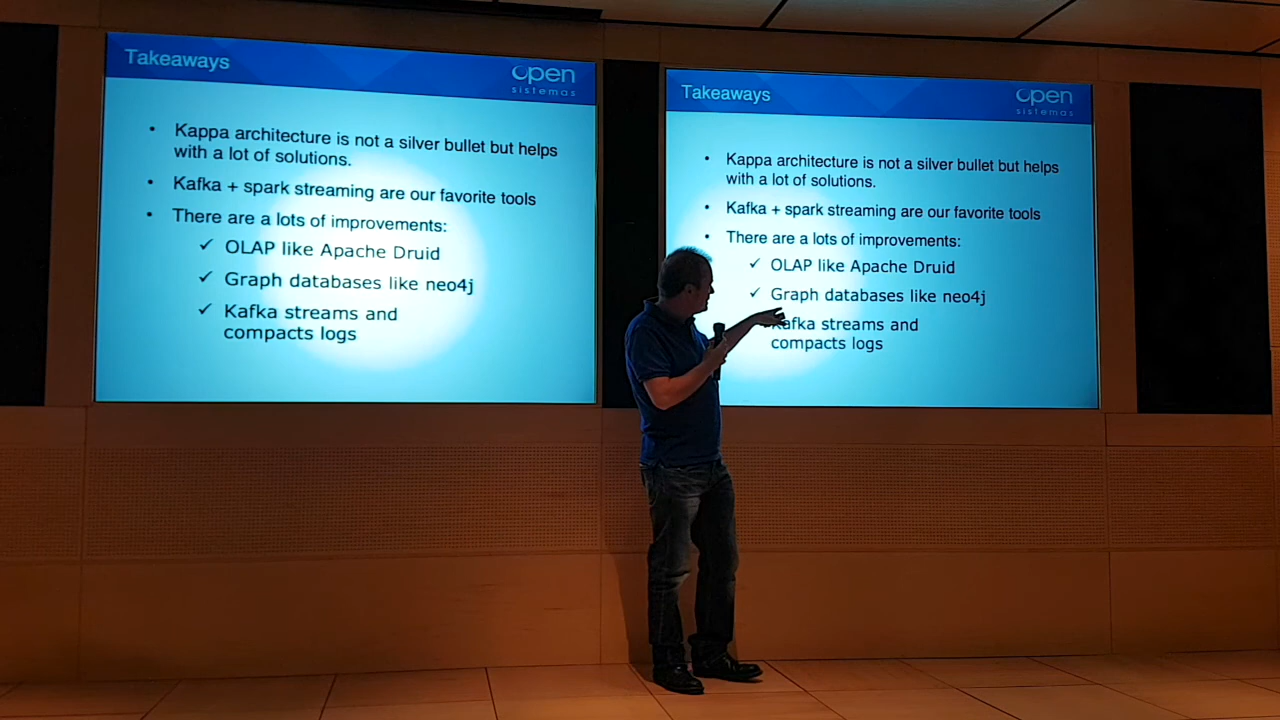 Takeaways
open
sistemas
• Kappa architecture is not a silver bullet but helps
with a lot of solutions.
• Kafka + spark streaming are our favorite tools
• There are a lots of improvements:
✓ OLAP like Apache Druid
✓ Graph databases like neo4j
✓ Kafka streams and
compacts logs
Takeaways
open
sistemas
• Kappa architecture is not a silver bullet but helps
with a lot of solutions.
• Kafka + spark streaming are our favorite tools
• There are a lots of improvements:
✓ OLAP like Apache Druid
✓ Graph databases like neo4j
Kafka streams and
compacts logs